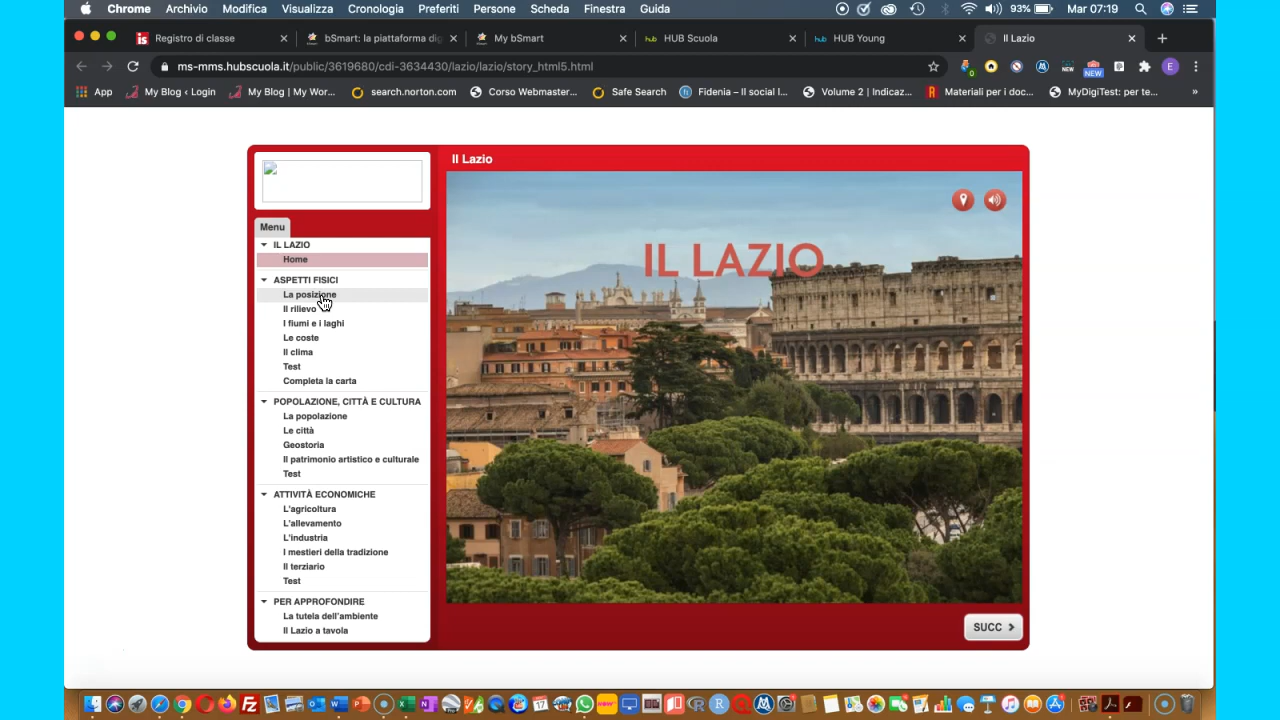 Chrome Archivio Modifica Visualizza Cronologia Preferiti Persone Scheda Finestra Guida 93% Mar 07:19
Registro di classe bSmart: la piattaforma di My bSmart HUB Scuola HUB Young Il Lazio
ms-mms.hubscuola.it/public/3619680/cdi-3634430/lazio/lazio/story_html5.html
App My Blog ‹ Login My Blog | My Wor... search.norton.com Corso Webmaster... Safe Search Fidenia – Il social l... Volume 2 | Indicaz... Materiali per i doc... MyDigiTest: per te... »
Il Lazio
Menu
IL LAZIO
Home
ASPETTI FISICI
La posizione
Il rilievo
I fiumi e i laghi
Le coste
Il clima
Test
Completa la carta
POPOLAZIONE, CITTÀ E CULTURA
La popolazione
Le città
Geostoria
Il patrimonio artistico e culturale
Test
ATTIVITÀ ECONOMICHE
L'agricoltura
L'allevamento
L'industria
I mestieri della tradizione
Il terziario
Test
PER APPROFONDIRE
La tutela dell'ambiente
Il Lazio a tavola
IL LAZIO
SUCC